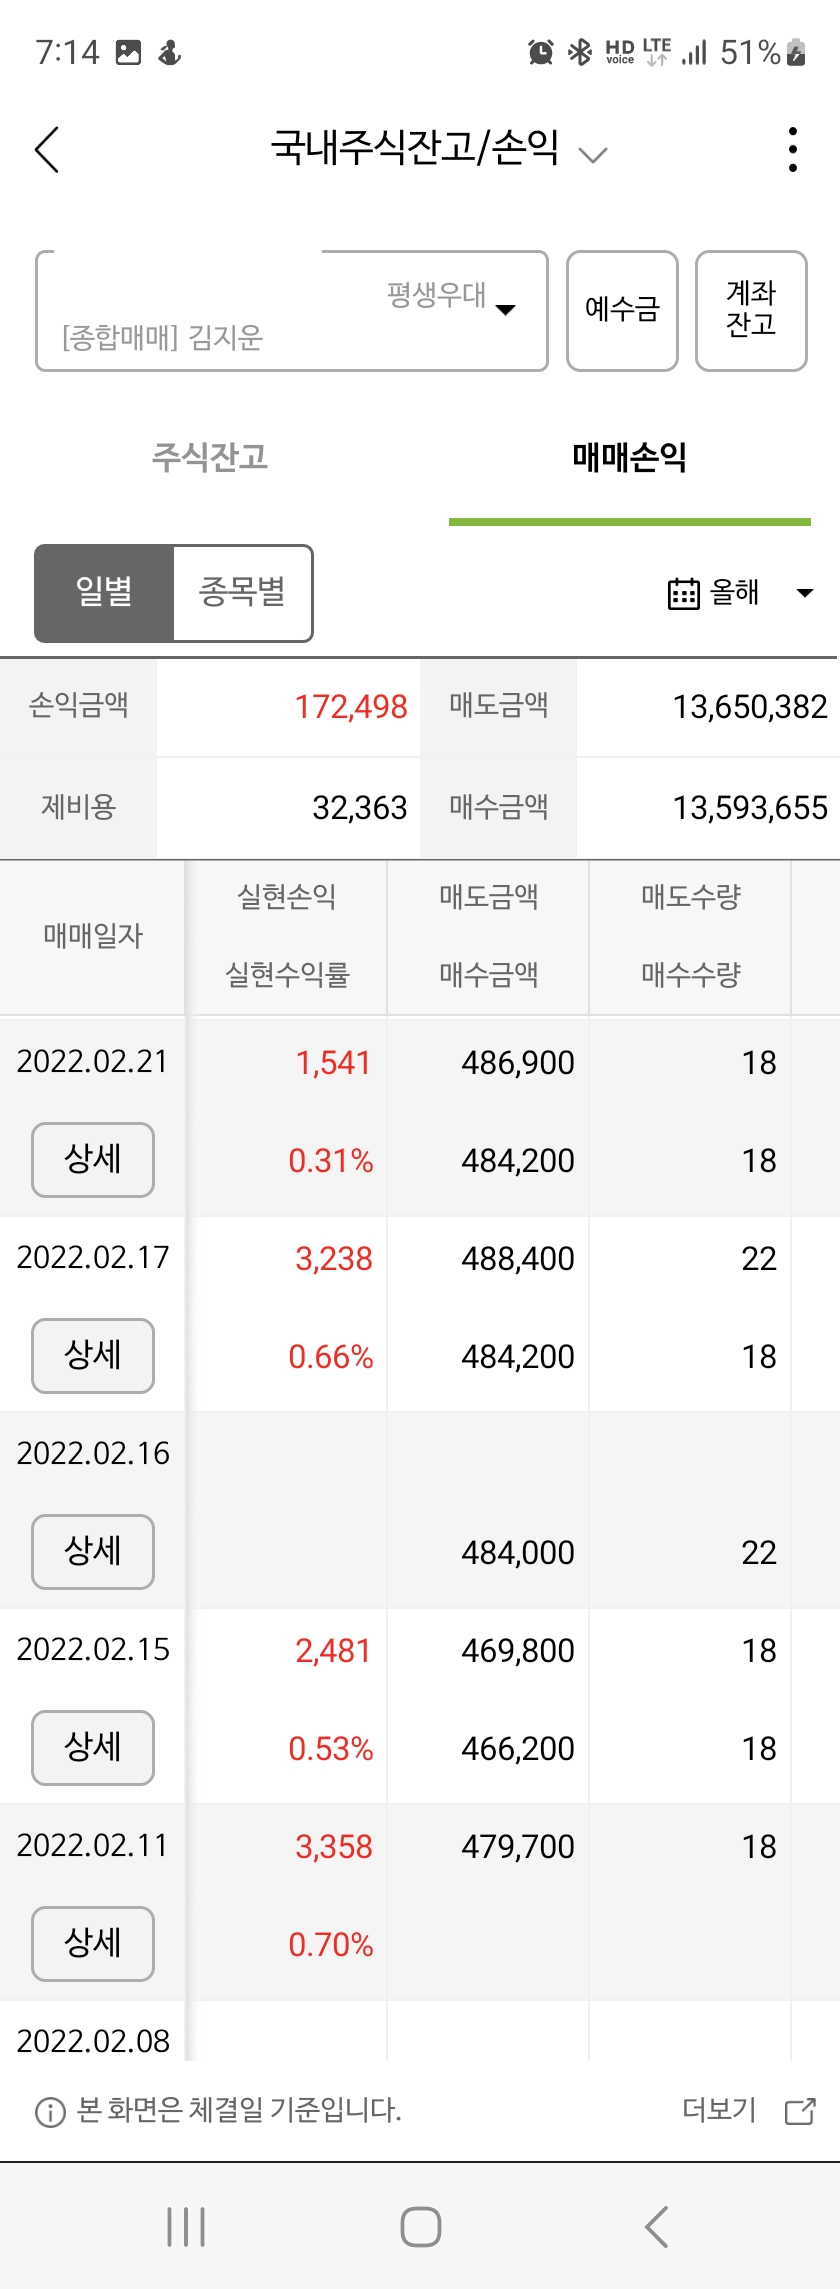 7:14 HD voice LTE 51%
국내주식잔고/손익
평생우대
[종합매매] 김지운
예수금
계좌
잔고
주식잔고 매매손익
일별 종목별 올해
손익금액 172,498 매도금액 13,650,382
제비용 32,363 매수금액 13,593,655
매매일자
실현손익 매도금액 매도수량
실현수익률 매수금액 매수수량
2022.02.21 1,541 486,900 18
상세 0.31% 484,200 18
2022.02.17 3,238 488,400 22
상세 0.66% 484,200 18
2022.02.16
상세 484,000 22
2022.02.15 2,481 469,800 18
상세 0.53% 466,200 18
2022.02.11 3,358 479,700 18
상세 0.70%
2022.02.08
본 화면은 체결일 기준입니다. 더보기